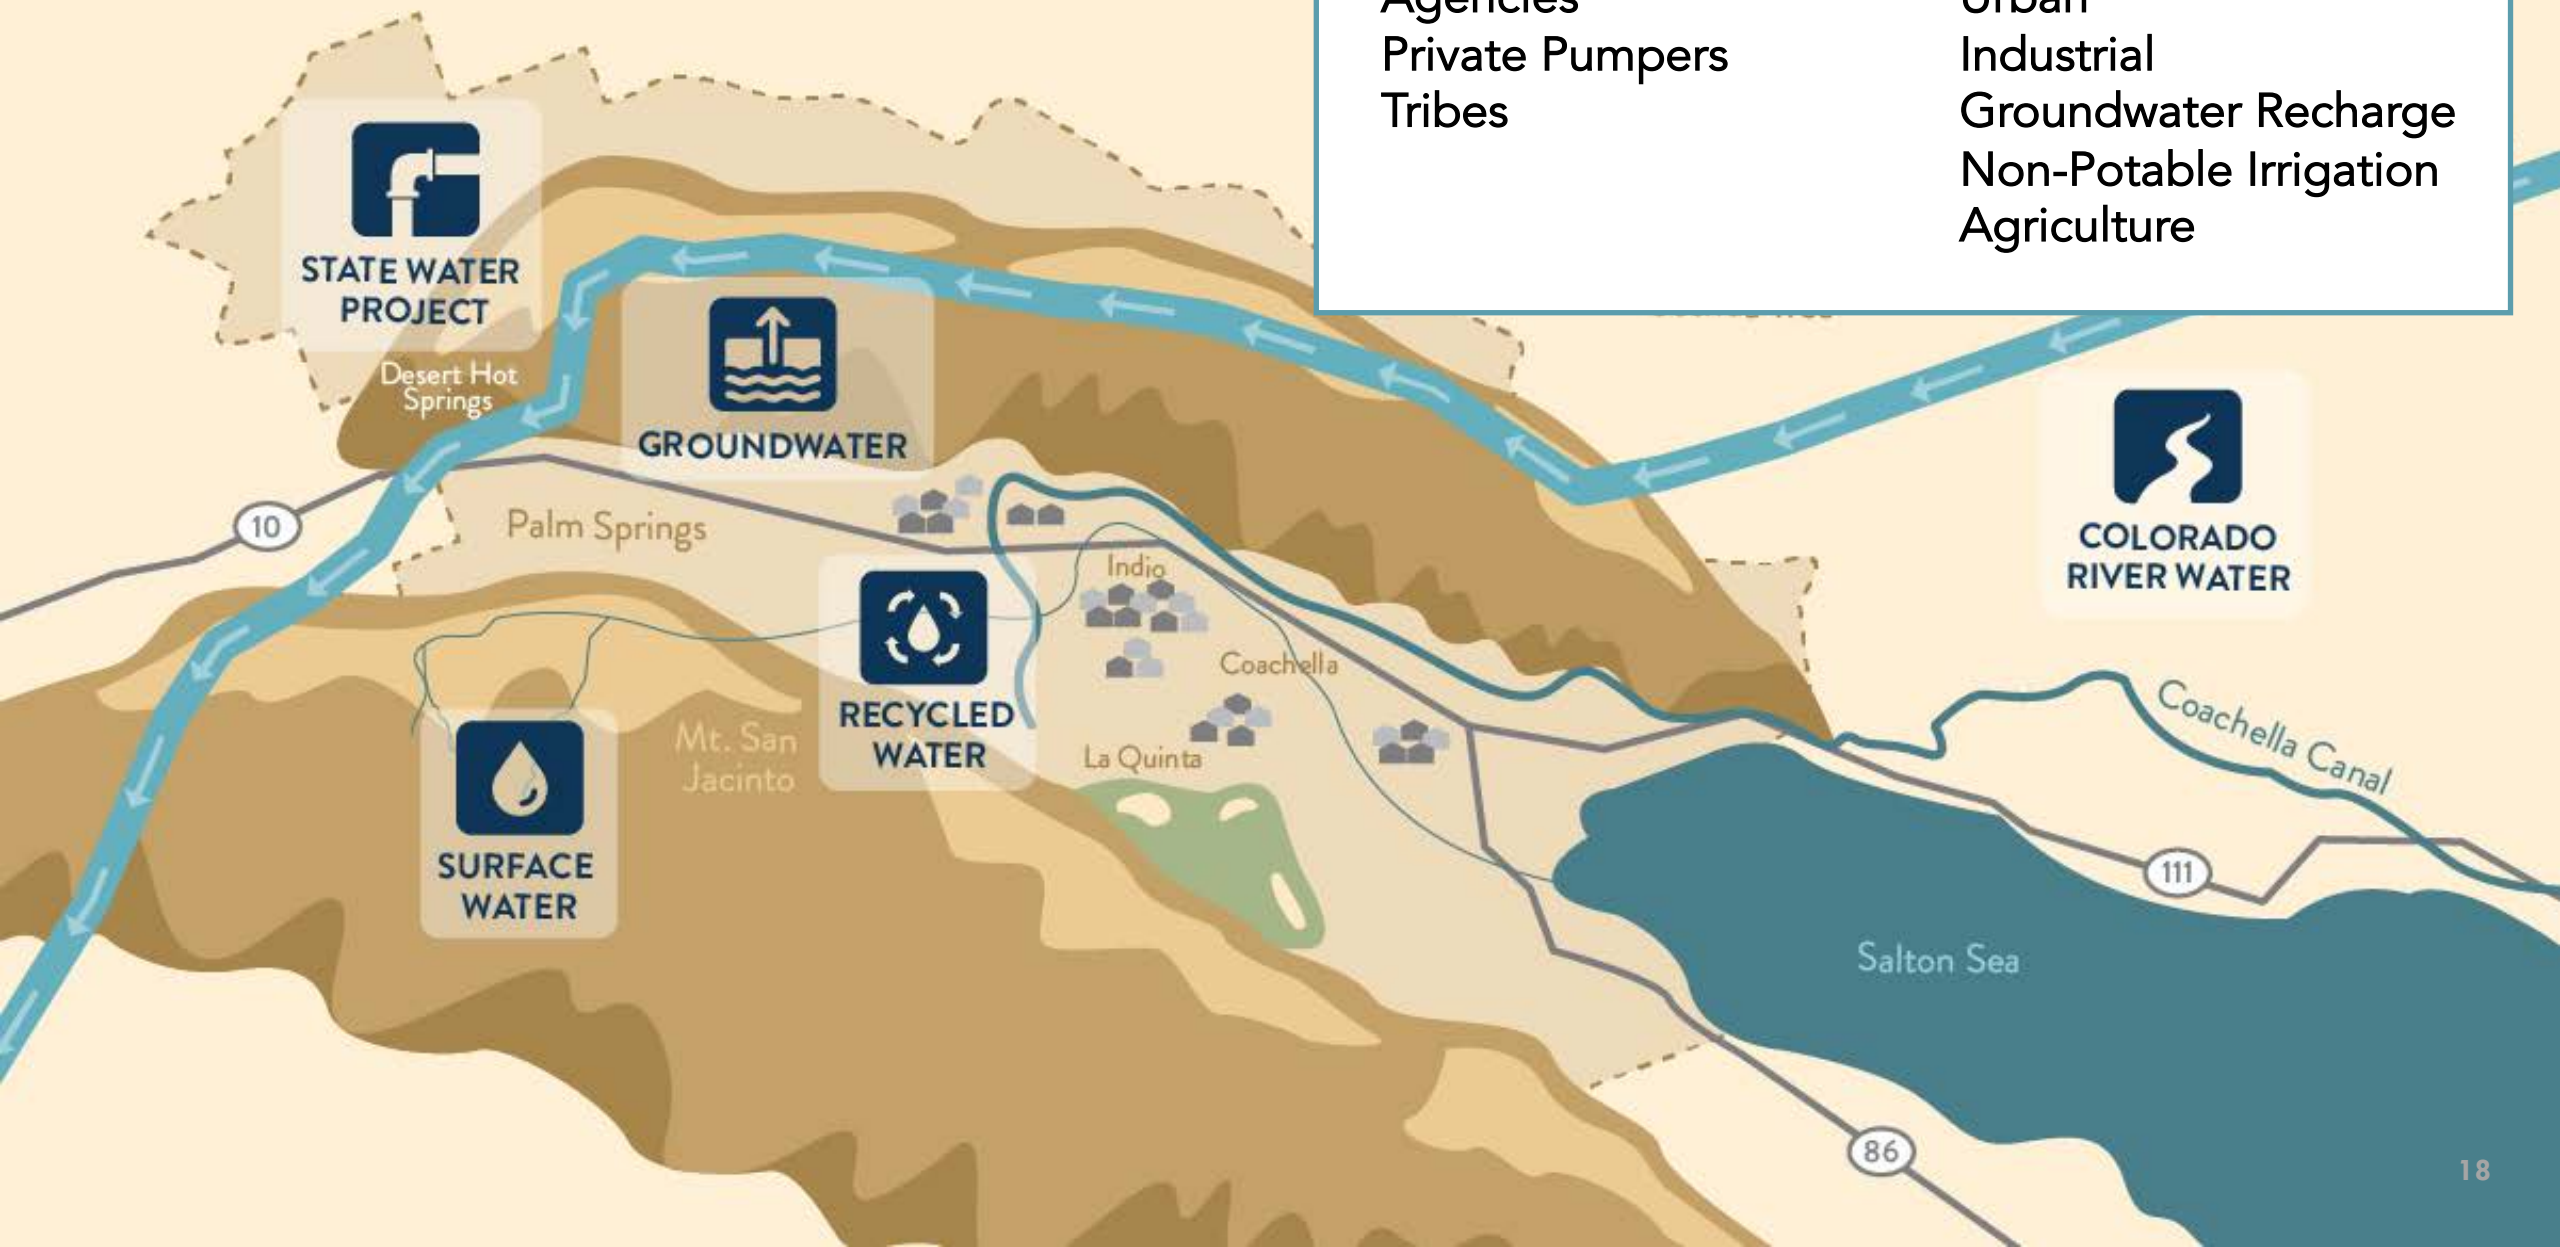 Agencies
Private Pumpers
Tribes
Urban
Industrial
Groundwater Recharge
Non-Potable Irrigation
Agriculture
STATE WATER
PROJECT
Desert Hot
Springs
GROUNDWATER
10
Palm Springs
Indio
COLORADO
RIVER WATER
Coachella
RECYCLED
WATER
Mt. San
Jacinto
La Quinta
Coachella Canal
SURFACE
WATER
111
Salton Sea
86
18